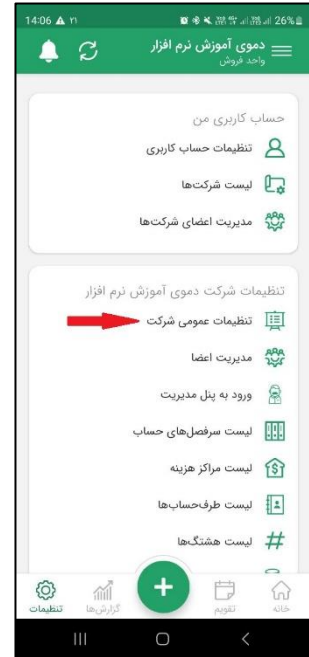 14:06 ۲۱ 26%
دموی آموزش نرم افزار
واحد فروش
حساب کاربری من
تنظیمات حساب کاربری
لیست شرکت‌ها
مدیریت اعضای شرکت‌ها
تنظیمات شرکت دموی آموزش نرم افزار
تنظیمات عمومی شرکت
مدیریت اعضا
ورود به پنل مدیریت
لیست سرفصل‌های حساب
لیست مراکز هزینه
لیست طرف‌حساب‌ها
لیست هشتگ‌ها
خانه
تقویم
گزارش‌ها
تنظیمات